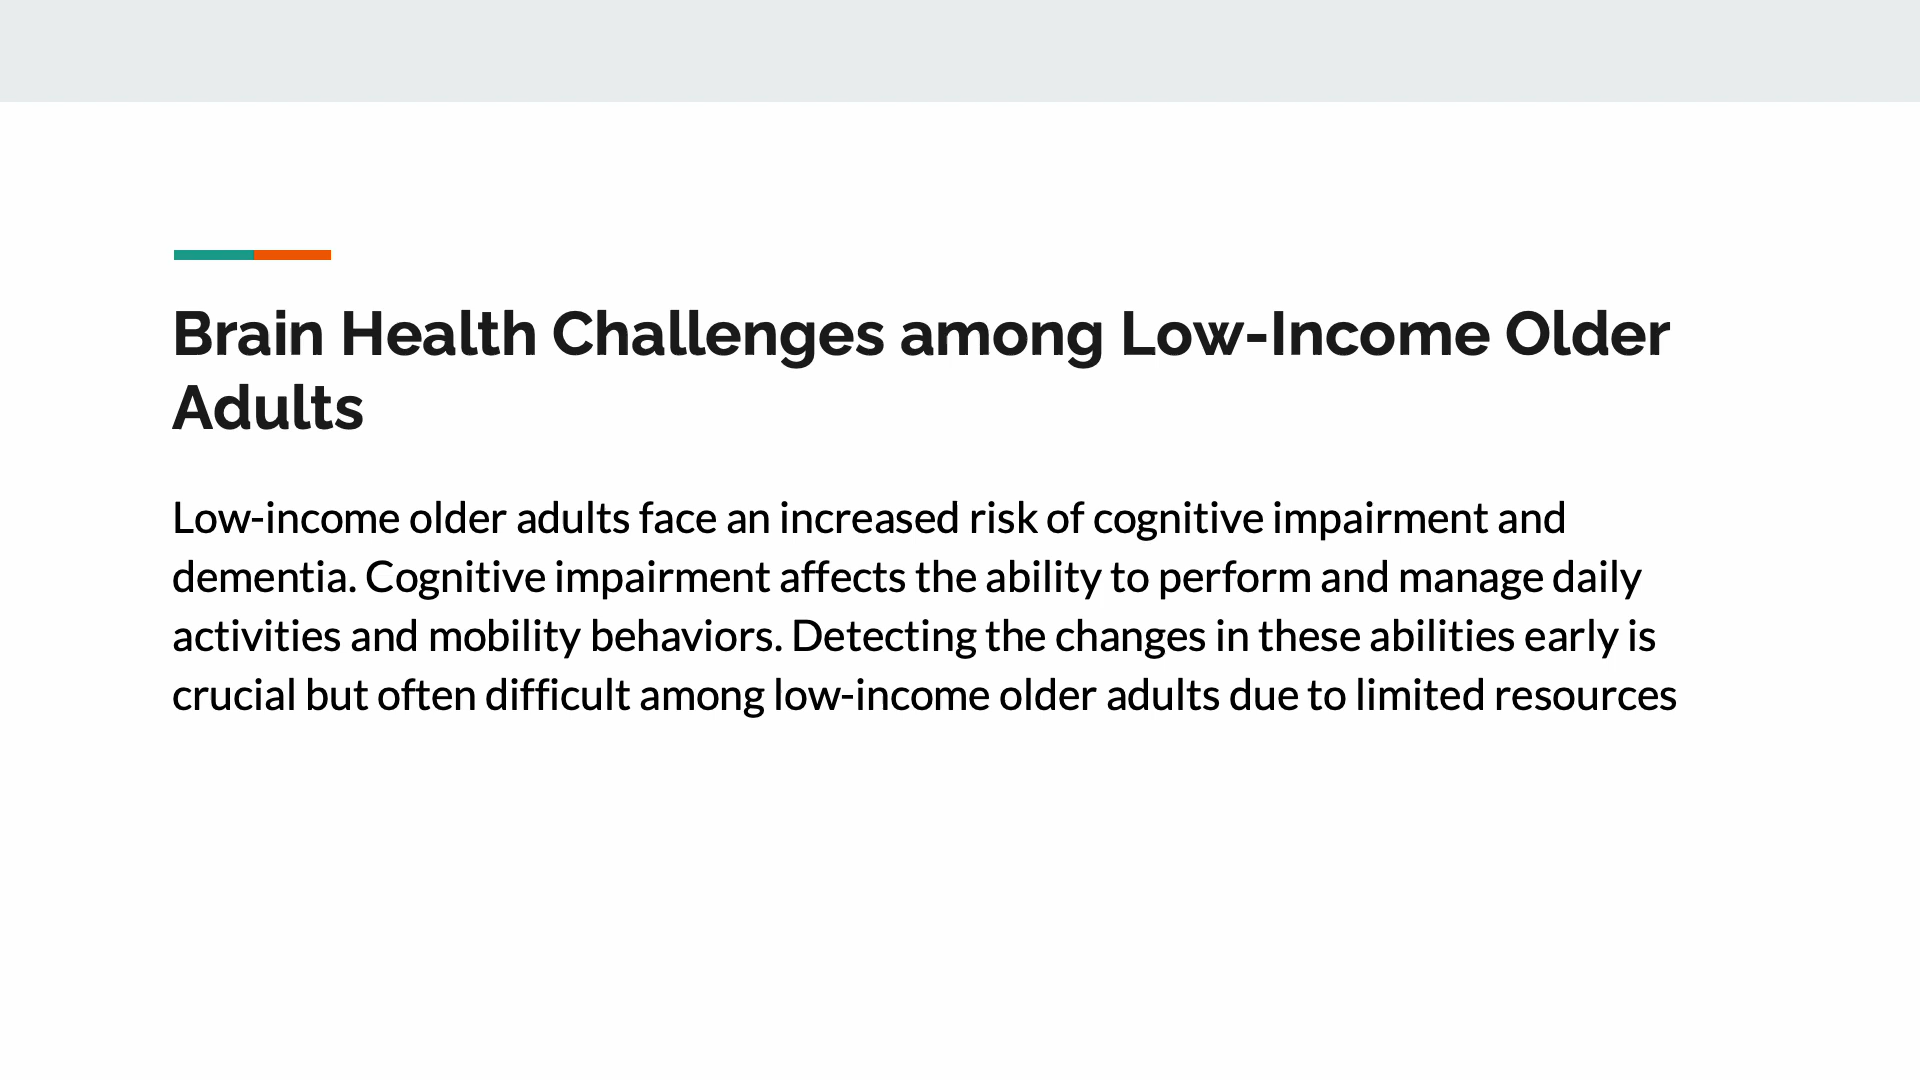 Brain Health Challenges among Low-Income Older
Adults
Low-income older adults face an increased risk of cognitive impairment and
dementia. Cognitive impairment affects the ability to perform and manage daily
activities and mobility behaviors. Detecting the changes in these abilities early is
crucial but often difficult among low-income older adults due to limited resources